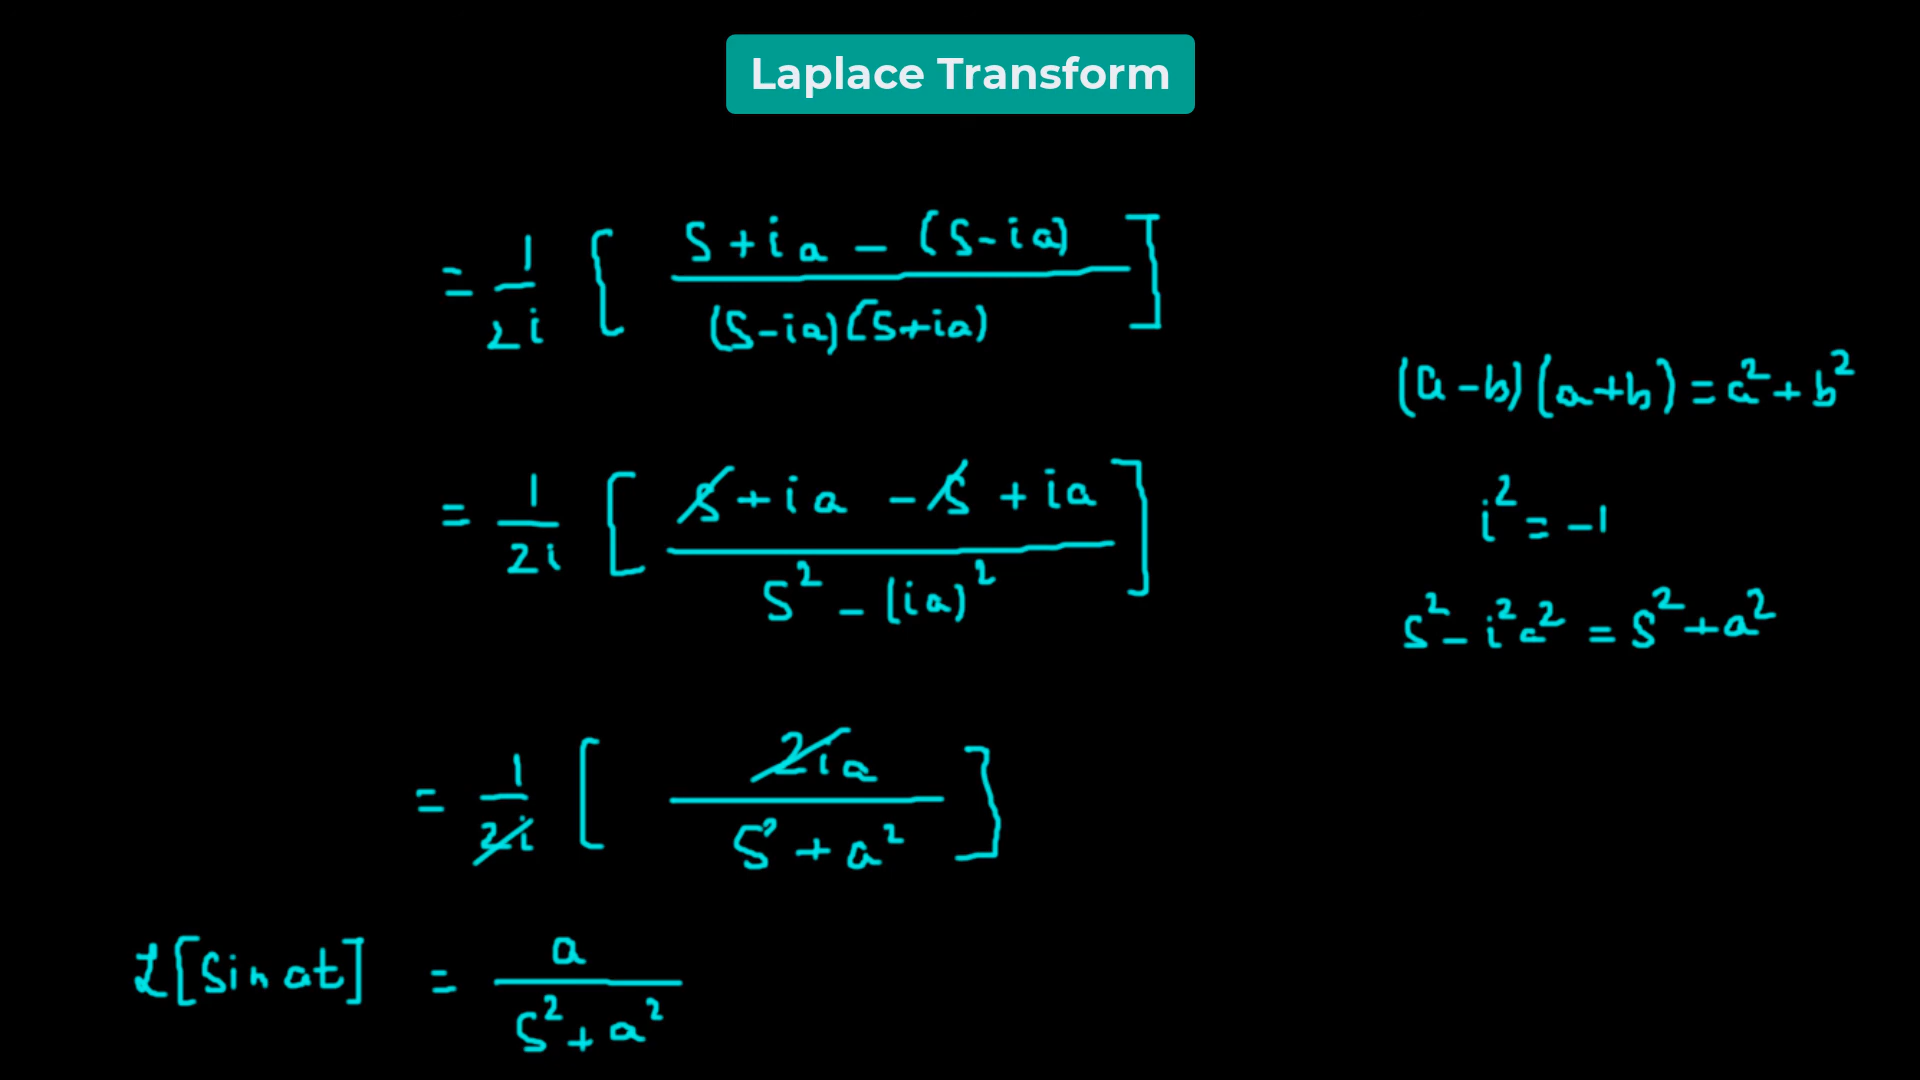 Laplace Transform
= 1/2i [ S+ia - (S-ia) / (S-ia)(S+ia) ]
(a-b)(a+b) = a²+b²
= 1/2i [ S+ia - S + ia / S² - (ia)² ]
i² = -1
S² - i²a² = S²+a²
= 1/2i [ 2ia / S²+a² ]
L[Sin at] = a / S²+a²